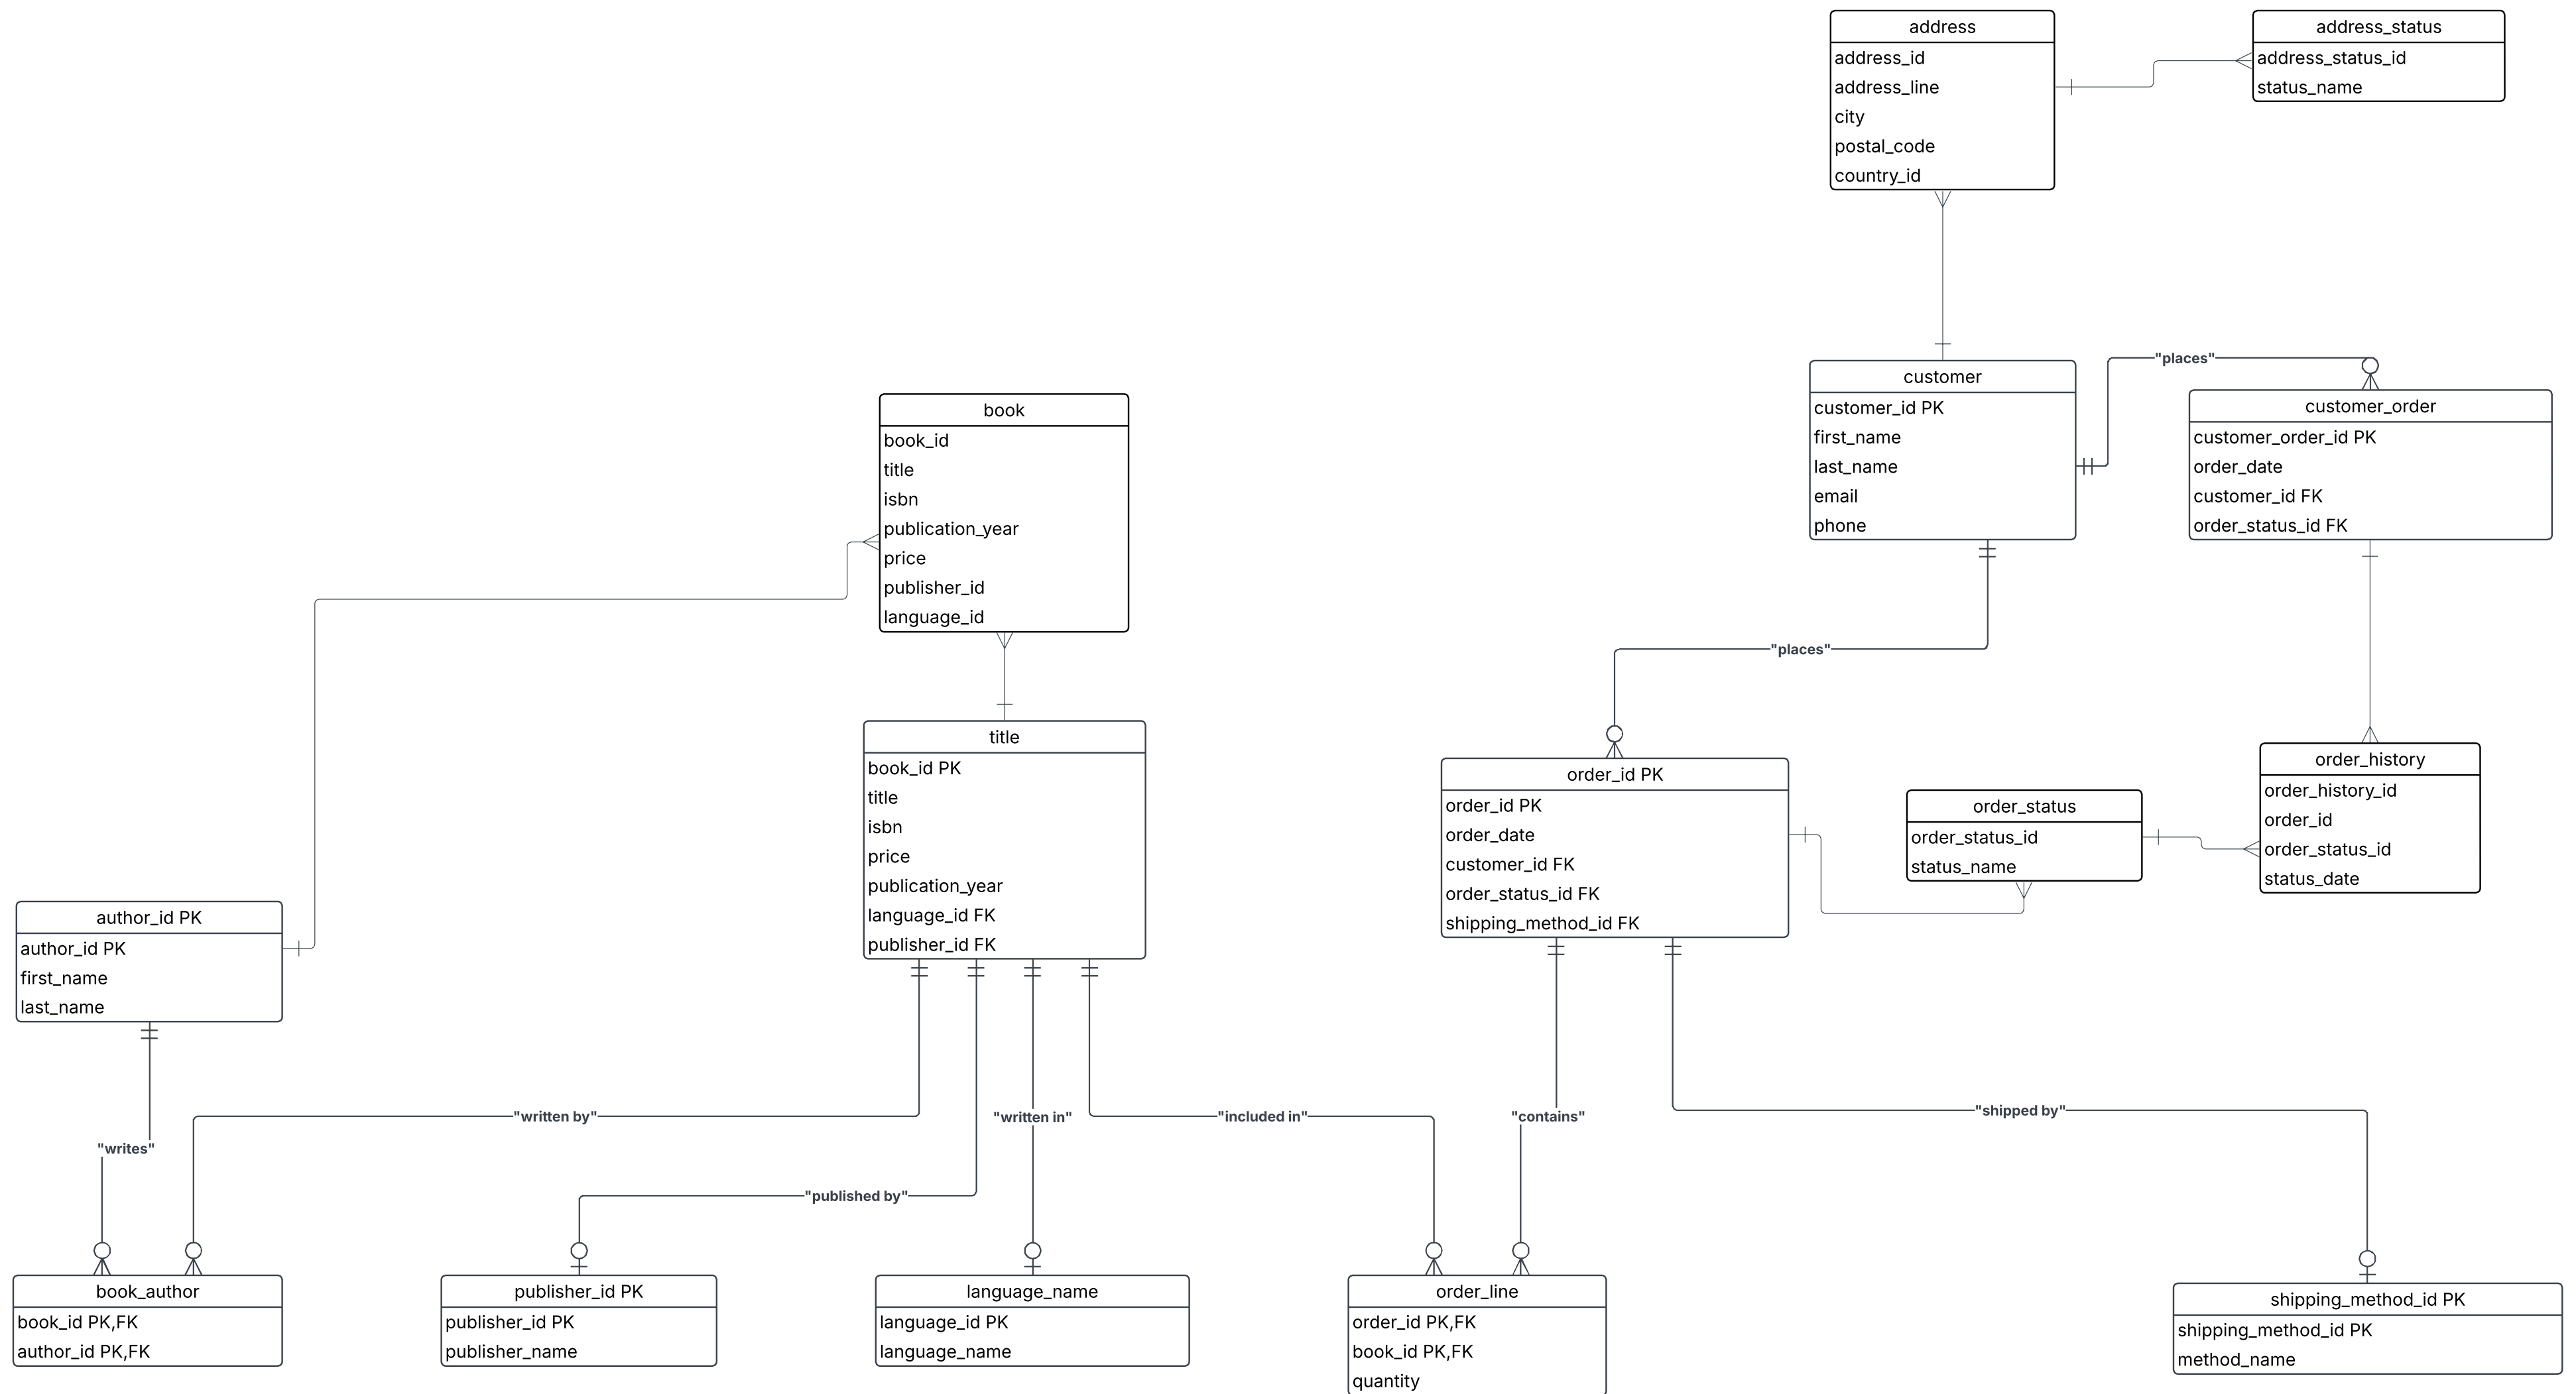 address
address_id
address_line
city
postal_code
country_id
address_status
address_status_id
status_name
customer
customer_id PK
first_name
last_name
email
phone
"places"
customer_order
customer_order_id PK
order_date
customer_id FK
order_status_id FK
book
book_id
title
isbn
publication_year
price
publisher_id
language_id
"places"
title
book_id PK
title
isbn
price
publication_year
language_id FK
publisher_id FK
order_id PK
order_id PK
order_date
customer_id FK
order_status_id FK
shipping_method_id FK
order_status
order_status_id
status_name
order_history
order_history_id
order_id
order_status_id
status_date
author_id PK
author_id PK
first_name
last_name
"writes"
"written by"
"published by"
"written in"
"included in"
"contains"
"shipped by"
book_author
book_id PK,FK
author_id PK,FK
publisher_id PK
publisher_id PK
publisher_name
language_name
language_id PK
language_name
order_line
order_id PK,FK
book_id PK,FK
quantity
shipping_method_id PK
shipping_method_id PK
method_name